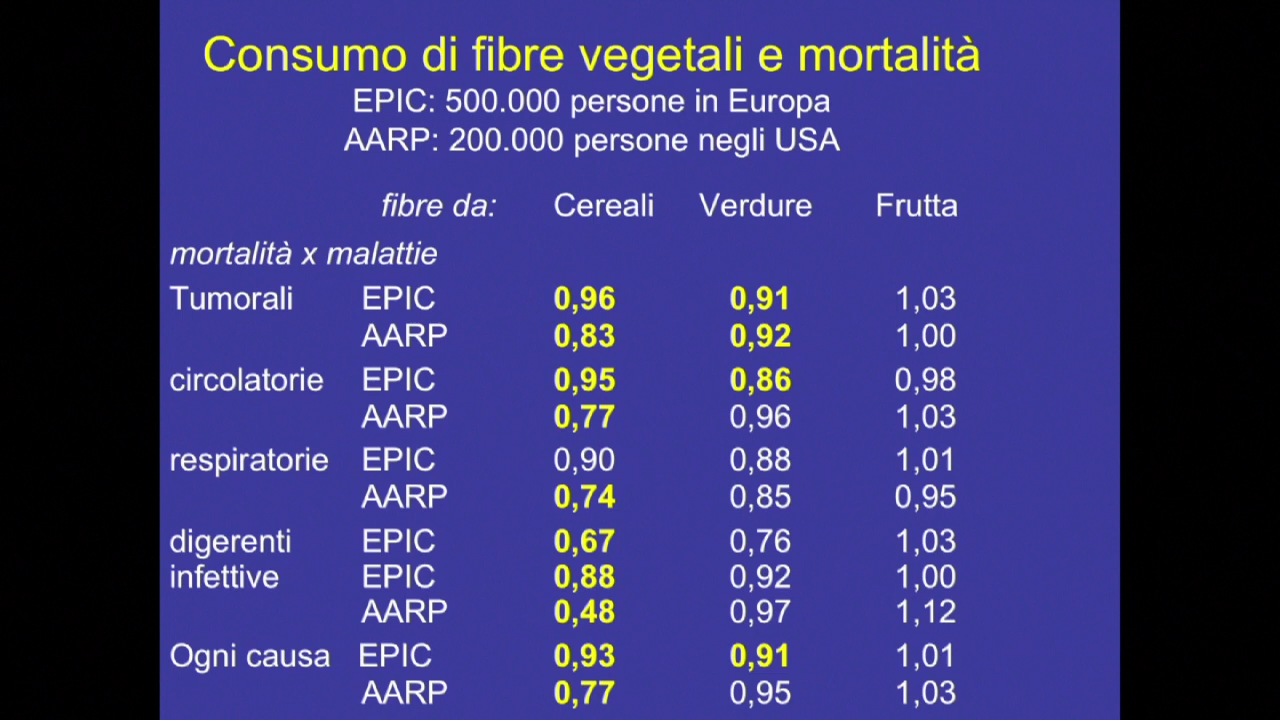 Consumo di fibre vegetali e mortalità
EPIC: 500.000 persone in Europa
AARP: 200.000 persone negli USA
fibre da: Cereali Verdure Frutta
mortalità x malattie
Tumorali EPIC 0,96 0,91 1,03
AARP 0,83 0,92 1,00
circolatorie EPIC 0,95 0,86 0,98
AARP 0,77 0,96 1,03
respiratorie EPIC 0,90 0,88 1,01
AARP 0,74 0,85 0,95
digerenti EPIC 0,67 0,76 1,03
infettive EPIC 0,88 0,92 1,00
AARP 0,48 0,97 1,12
Ogni causa EPIC 0,93 0,91 1,01
AARP 0,77 0,95 1,03